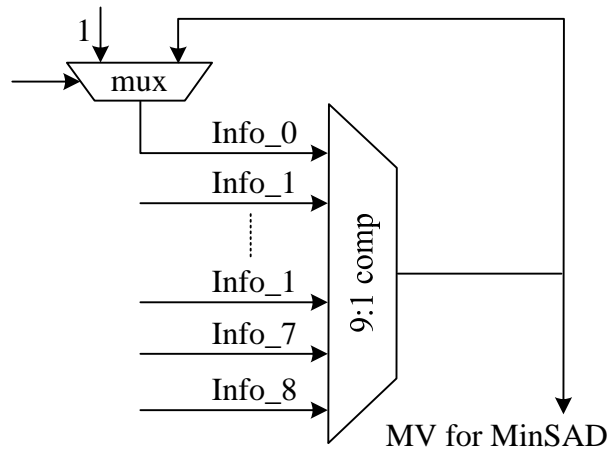 1
mux
Info_0
Info_1
Info_1
Info_7
Info_8
9:1 comp
MV for MinSAD